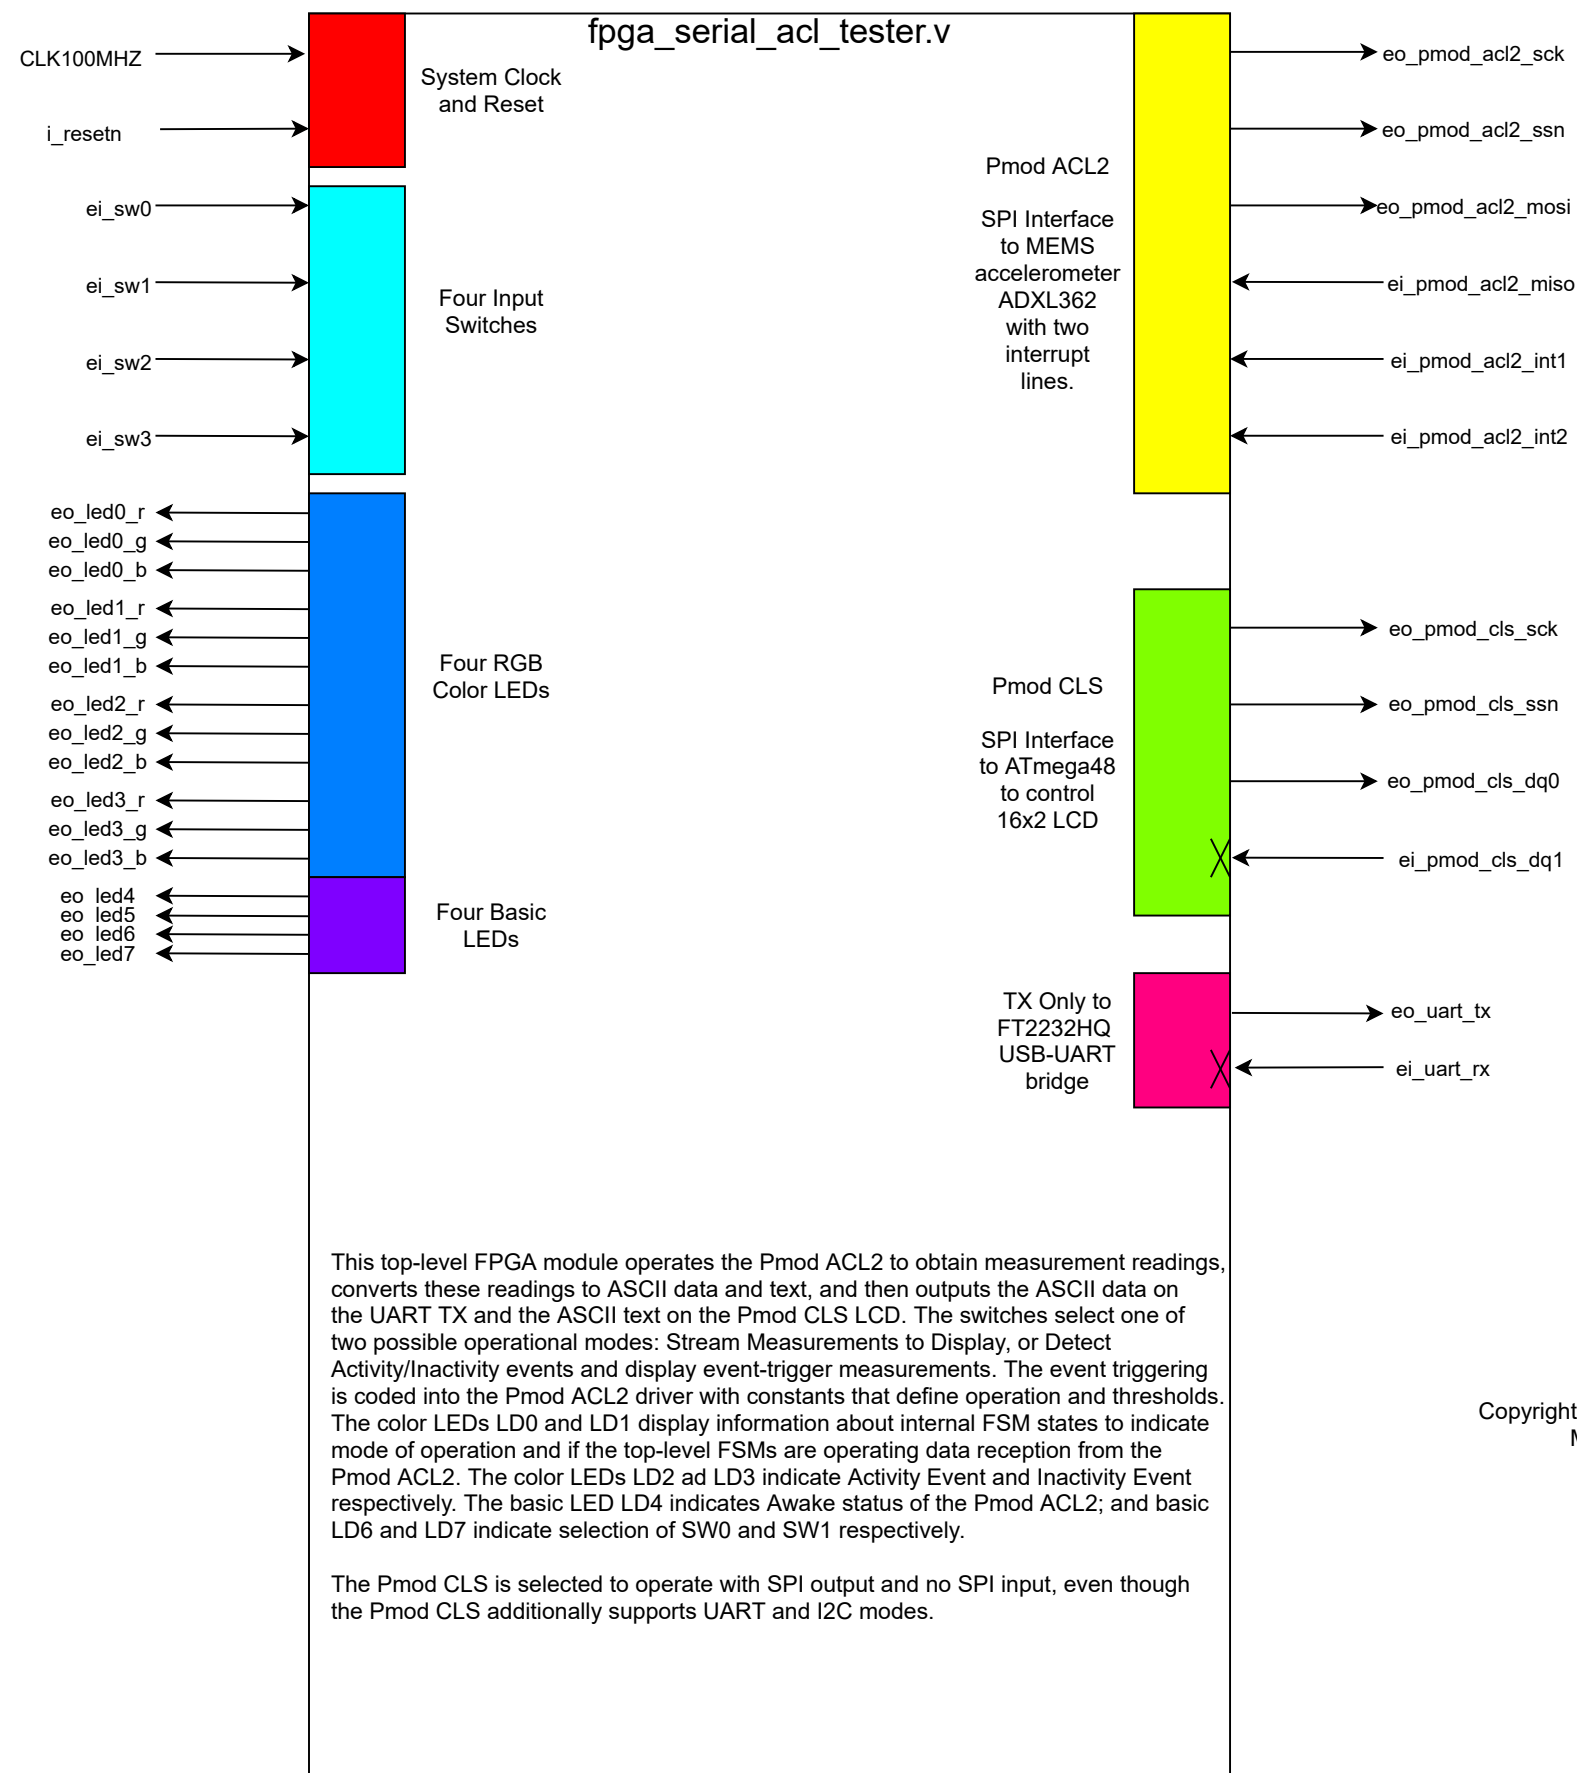 fpga_serial_acl_tester.v
CLK100MHZ
i_resetn
System Clock
and Reset
ei_sw0
ei_sw1
ei_sw2
ei_sw3
Four Input
Switches
eo_led0_r
eo_led0_g
eo_led0_b
eo_led1_r
eo_led1_g
eo_led1_b
eo_led2_r
eo_led2_g
eo_led2_b
eo_led3_r
eo_led3_g
eo_led3_b
Four RGB
Color LEDs
eo_led4
eo_led5
eo_led6
eo_led7
Four Basic
LEDs
Pmod ACL2
SPI Interface
to MEMS
accelerometer
ADXL362
with two
interrupt
lines.
eo_pmod_acl2_sck
eo_pmod_acl2_ssn
eo_pmod_acl2_mosi
ei_pmod_acl2_miso
ei_pmod_acl2_int1
ei_pmod_acl2_int2
Pmod CLS
SPI Interface
to ATmega48
to control
16x2 LCD
eo_pmod_cls_sck
eo_pmod_cls_ssn
eo_pmod_cls_dq0
ei_pmod_cls_dq1
TX Only to
FT2232HQ
USB-UART
bridge
eo_uart_tx
ei_uart_rx
This top-level FPGA module operates the Pmod ACL2 to obtain measurement readings,
converts these readings to ASCII data and text, and then outputs the ASCII data on
the UART TX and the ASCII text on the Pmod CLS LCD. The switches select one of
two possible operational modes: Stream Measurements to Display, or Detect
Activity/Inactivity events and display event-trigger measurements. The event triggering
is coded into the Pmod ACL2 driver with constants that define operation and thresholds.
The color LEDs LD0 and LD1 display information about internal FSM states to indicate
mode of operation and if the top-level FSMs are operating data reception from the
Pmod ACL2. The color LEDs LD2 ad LD3 indicate Activity Event and Inactivity Event
respectively. The basic LED LD4 indicates Awake status of the Pmod ACL2; and basic
LD6 and LD7 indicate selection of SW0 and SW1 respectively.
The Pmod CLS is selected to operate with SPI output and no SPI input, even though
the Pmod CLS additionally supports UART and I2C modes.
Copyright